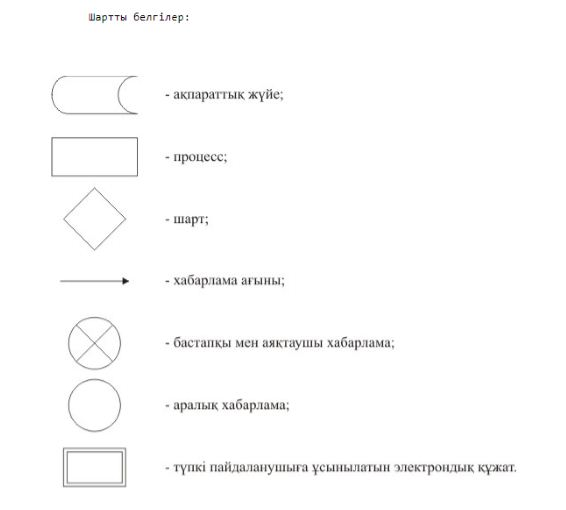 Шартты белгілер:
- ақпараттық жүйе;
- процесс;
- шарт;
- хабарлама ағыны;
- бастапқы мен аяқтаушы хабарлама;
- аралық хабарлама;
- түпкі пайдаланушыға ұсынылатын электрондық құжат.